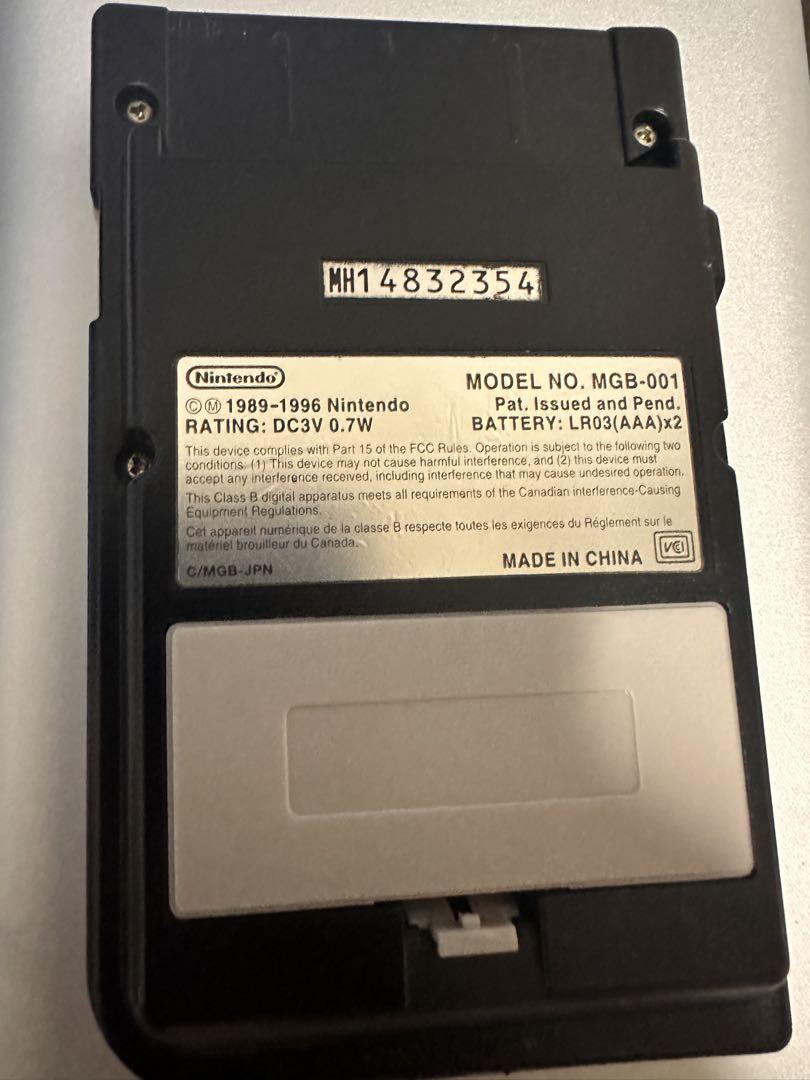 MH14832354
Nintendo®
MODEL NO. MGB-001
©Ⓜ 1989-1996 Nintendo
Pat. Issued and Pend.
RATING: DC3V 0.7W
BATTERY: LR03(AAA)x2
This device complies with Part 15 of the FCC Rules. Operation is subject to the following two
conditions: (1) This device may not cause harmful interference, and (2) this device must
accept any interference received, including interference that may cause undesired operation.
This Class B digital apparatus meets all requirements of the Canadian interference-Causing
Equipment Regulations.
Cet appareil numérique de la classe B respecte toutes les exigences du Réglement sur le
matériel brouilleur du Canada.
C/MGB-JPN
MADE IN CHINA
VCI